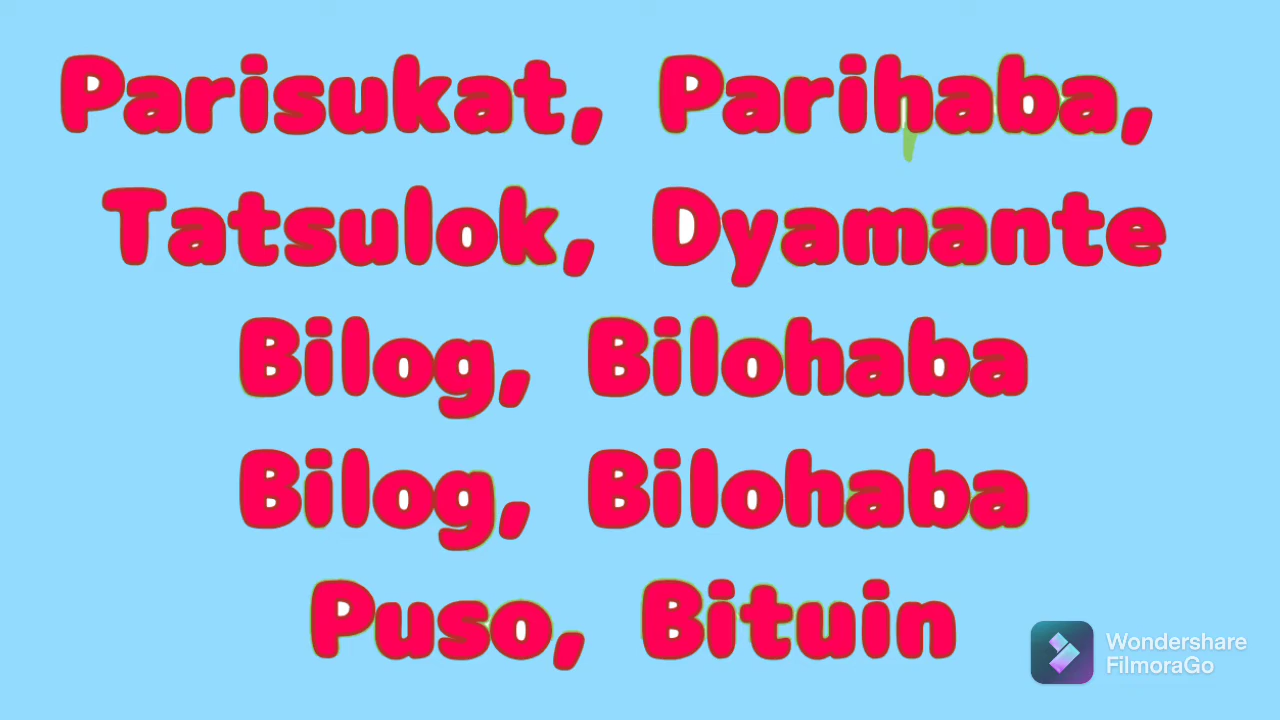 Parisukat, Parihaba,
Tatsulok, Dyamante
Bilog, Bilohaba
Bilog, Bilohaba
Puso, Bituin
Wondershare
FilmoraGo